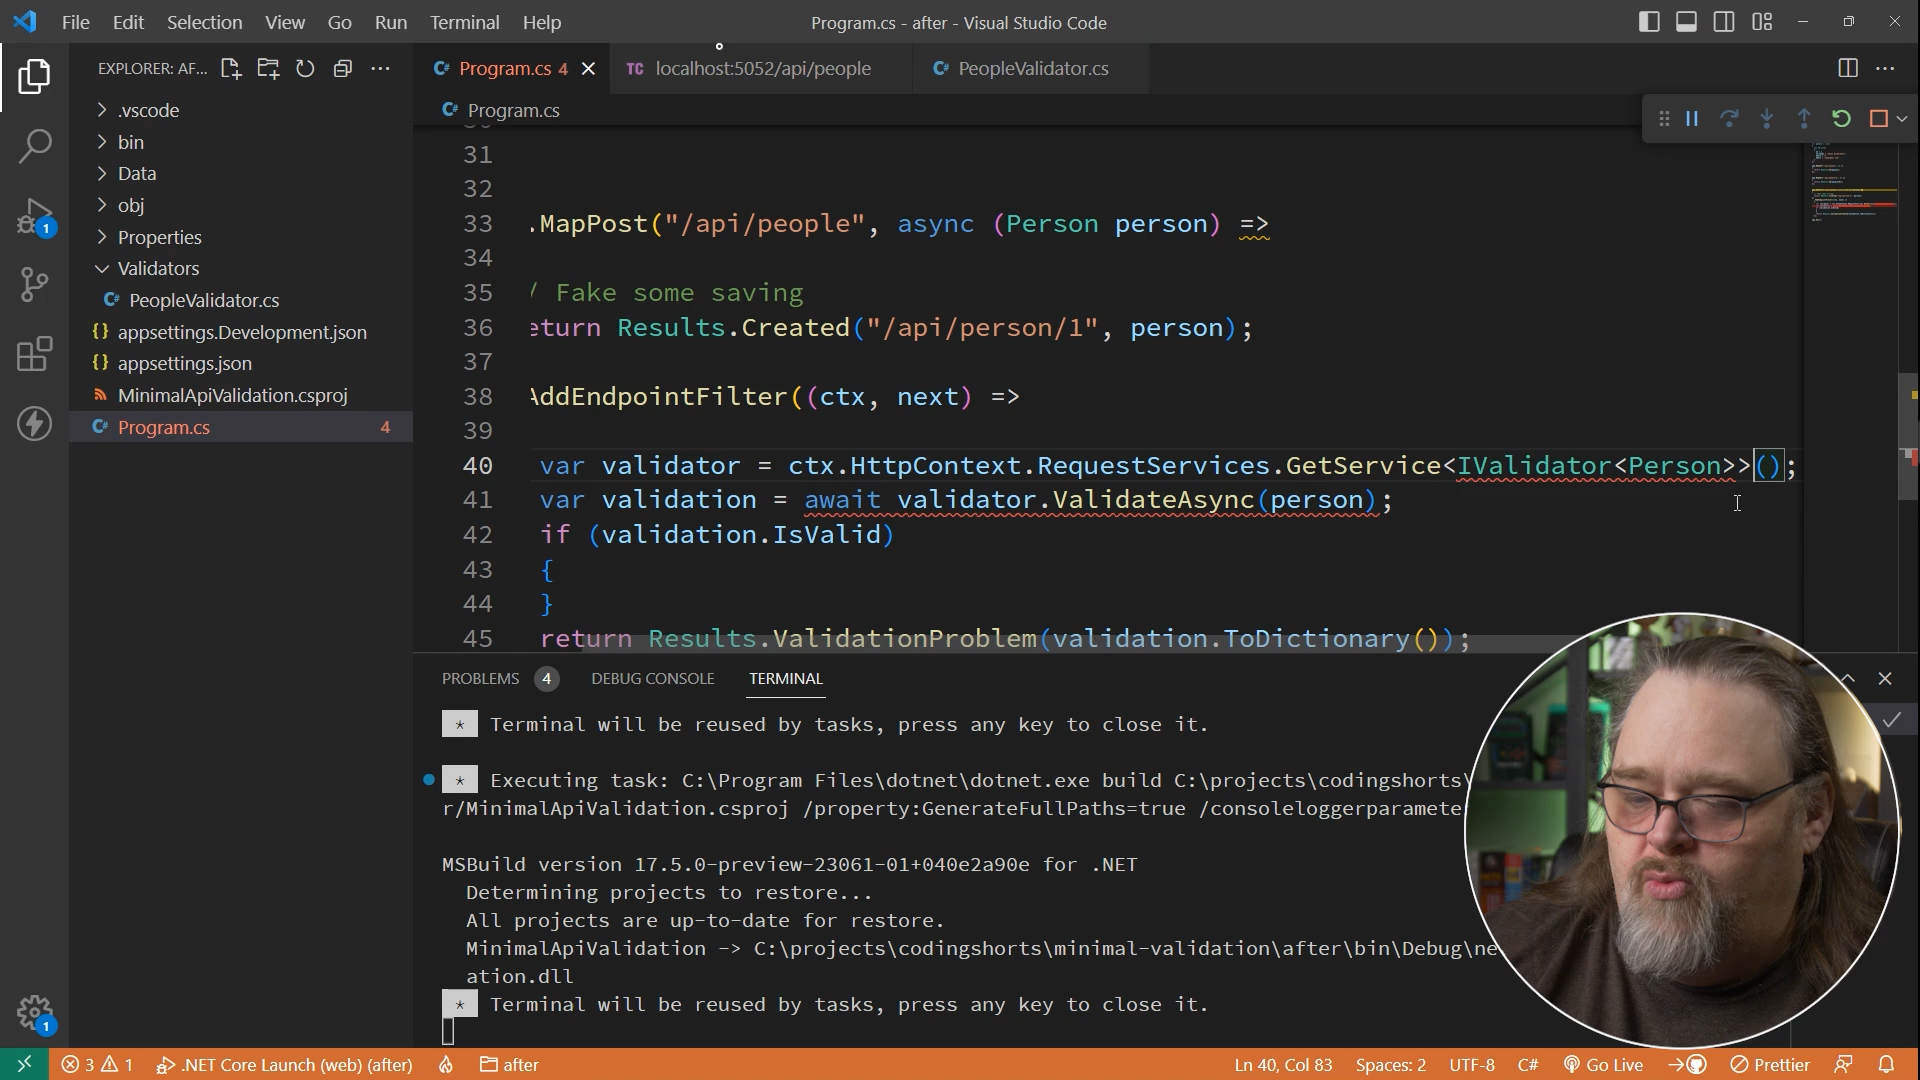 File Edit Selection View Go Run Terminal Help
Program.cs - after - Visual Studio Code
EXPLORER: AF...
.vscode
bin
Data
obj
Properties
Validators
C# PeopleValidator.cs
{} appsettings.Development.json
{} appsettings.json
MinimalApiValidation.csproj
C# Program.cs 4
1
1
C# Program.cs 4
TC localhost:5052/api/people
C# PeopleValidator.cs
C# Program.cs
31
32
33 .MapPost("/api/people", async (Person person) =>
34
35 / Fake some saving
36 eturn Results.Created("/api/person/1", person);
37
38 AddEndpointFilter((ctx, next) =>
39
40 var validator = ctx.HttpContext.RequestServices.GetService<IValidator<Person>>();
41 var validation = await validator.ValidateAsync(person);
42 if (validation.IsValid)
43 {
44 }
45 return Results.ValidationProblem(validation.ToDictionary());
PROBLEMS 4 DEBUG CONSOLE TERMINAL
* Terminal will be reused by tasks, press any key to close it.
* Executing task: C:\Program Files\dotnet\dotnet.exe build C:\projects\codingshorts\
r/MinimalApiValidation.csproj /property:GenerateFullPaths=true /consoleloggerparamete
MSBuild version 17.5.0-preview-23061-01+040e2a90e for .NET
Determining projects to restore...
All projects are up-to-date for restore.
MinimalApiValidation -> C:\projects\codingshorts\minimal-validation\after\bin\Debug\ne
ation.dll
* Terminal will be reused by tasks, press any key to close it.
3 1 .NET Core Launch (web) (after) after
Ln 40, Col 83 Spaces: 2 UTF-8 C# Go Live Prettier